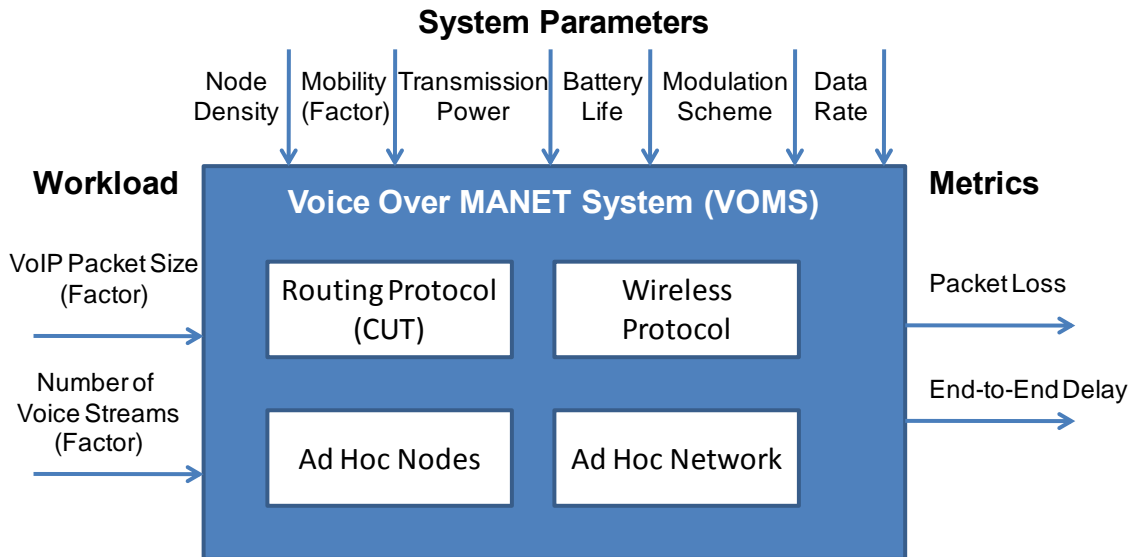 System Parameters
Node
Density
Mobility
(Factor)
Transmission
Power
Battery
Life
Modulation
Scheme
Data
Rate
Workload
VoIP Packet Size
(Factor)
Number of
Voice Streams
(Factor)
Voice Over MANET System (VOMS)
Routing Protocol
(CUT)
Wireless
Protocol
Ad Hoc Nodes
Ad Hoc Network
Metrics
Packet Loss
End-to-End Delay